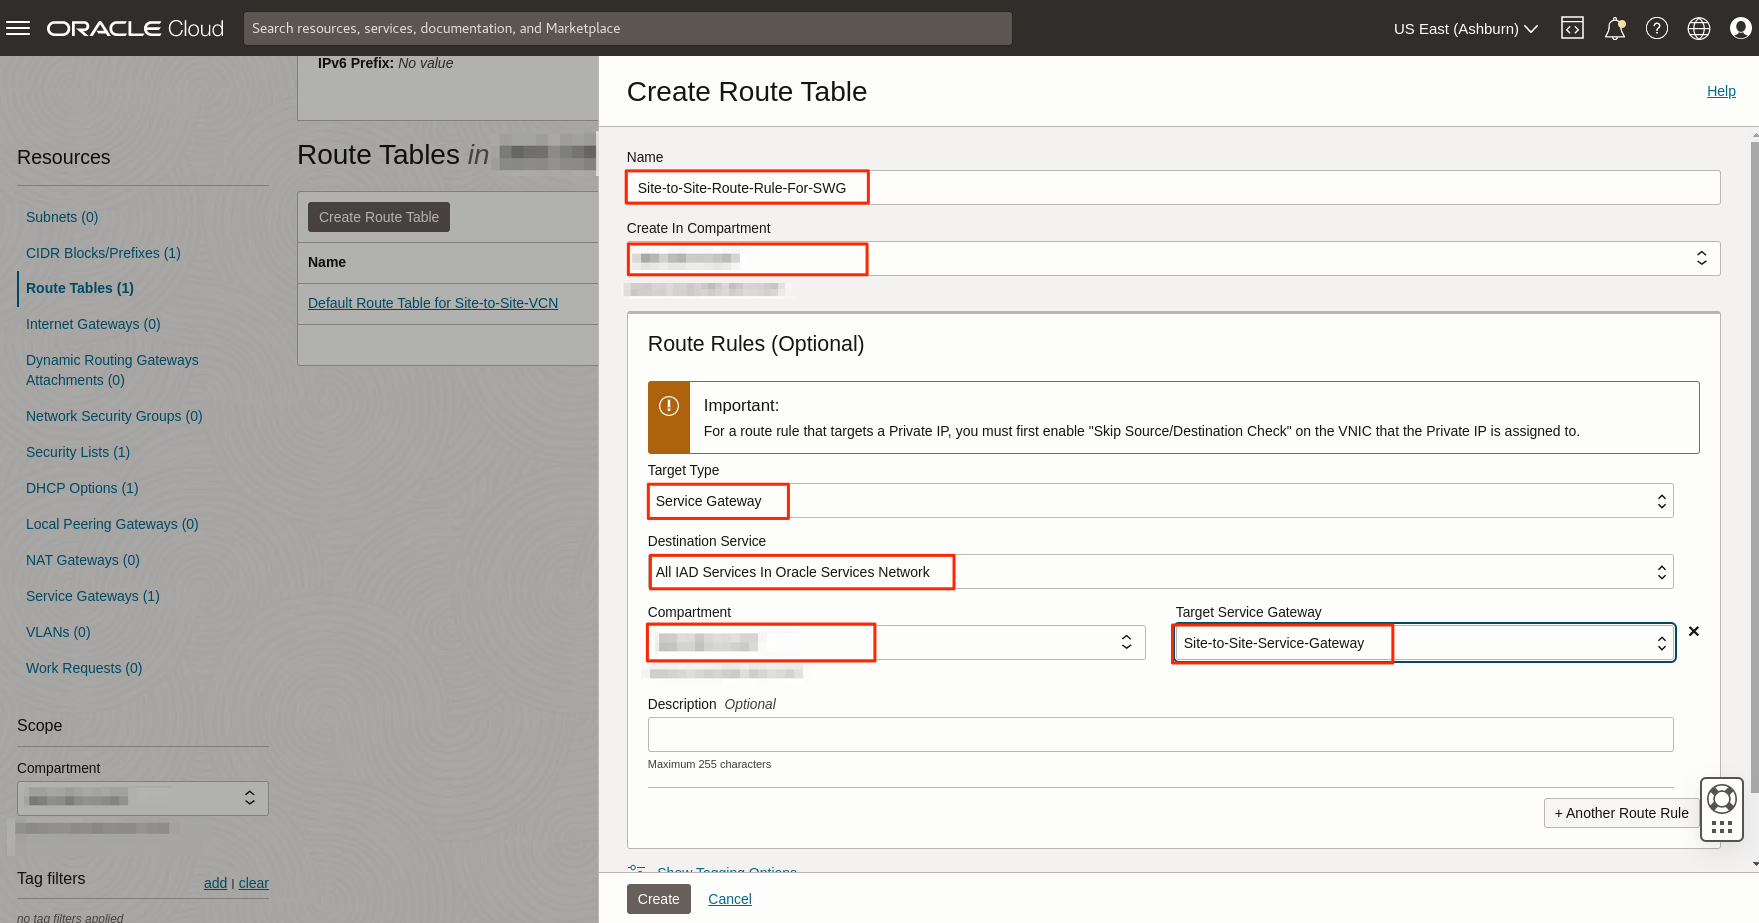 ORACLE Cloud
Search resources, services, documentation, and Marketplace
US East (Ashburn)
IPv6 Prefix: No value
Resources
Subnets (0)
CIDR Blocks/Prefixes (1)
Route Tables (1)
Internet Gateways (0)
Dynamic Routing Gateways
Attachments (0)
Network Security Groups (0)
Security Lists (1)
DHCP Options (1)
Local Peering Gateways (0)
NAT Gateways (0)
Service Gateways (1)
VLANs (0)
Work Requests (0)
Scope
Compartment
Tag filters
add | clear
no tag filters applied
Route Tables in
Create Route Table
Name
Default Route Table for Site-to-Site-VCN
Create Route Table
Help
Name
Site-to-Site-Route-Rule-For-SWG
Create In Compartment
Route Rules (Optional)
Important:
For a route rule that targets a Private IP, you must first enable "Skip Source/Destination Check" on the VNIC that the Private IP is assigned to.
Target Type
Service Gateway
Destination Service
All IAD Services In Oracle Services Network
Compartment
Target Service Gateway
Site-to-Site-Service-Gateway
Description Optional
Maximum 255 characters
+ Another Route Rule
Show Tagging Options
Create
Cancel